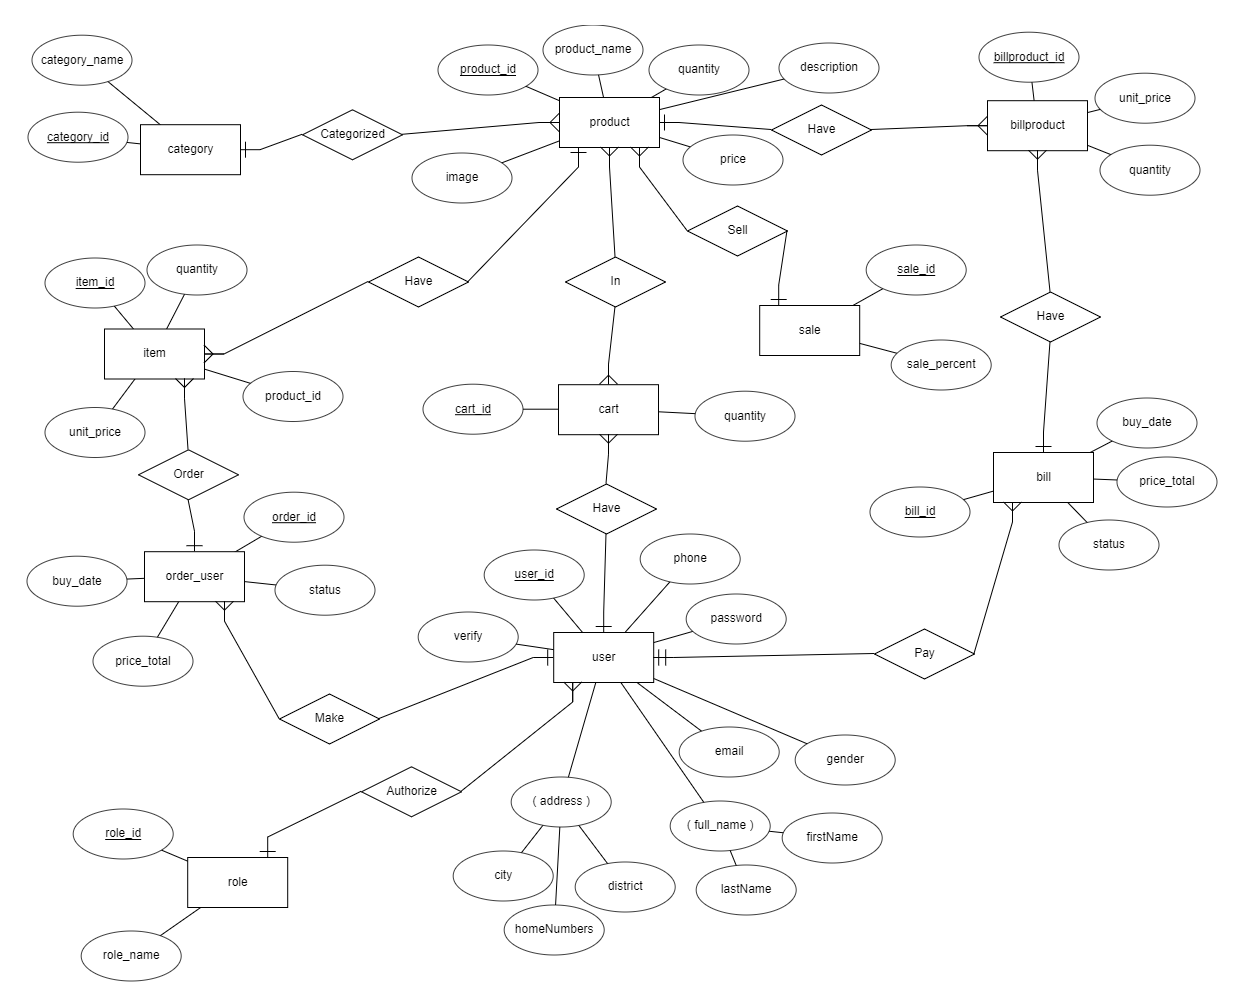 product_name
category_name
billproduct_id
product_id
quantity
description
unit_price
product
billproduct
Categorized
Have
category_id
category
price
quantity
image
Sell
quantity
sale_id
item_id
Have
In
Have
sale
item
sale_percent
product_id
cart_id
cart
quantity
buy_date
unit_price
Order
bill
price_total
Have
bill_id
order_id
status
phone
user_id
order_user
buy_date
status
password
verify
user
Pay
price_total
Make
email
gender
Authorize
( address )
( full_name )
role_id
firstName
city
role
district
lastName
homeNumbers
role_name